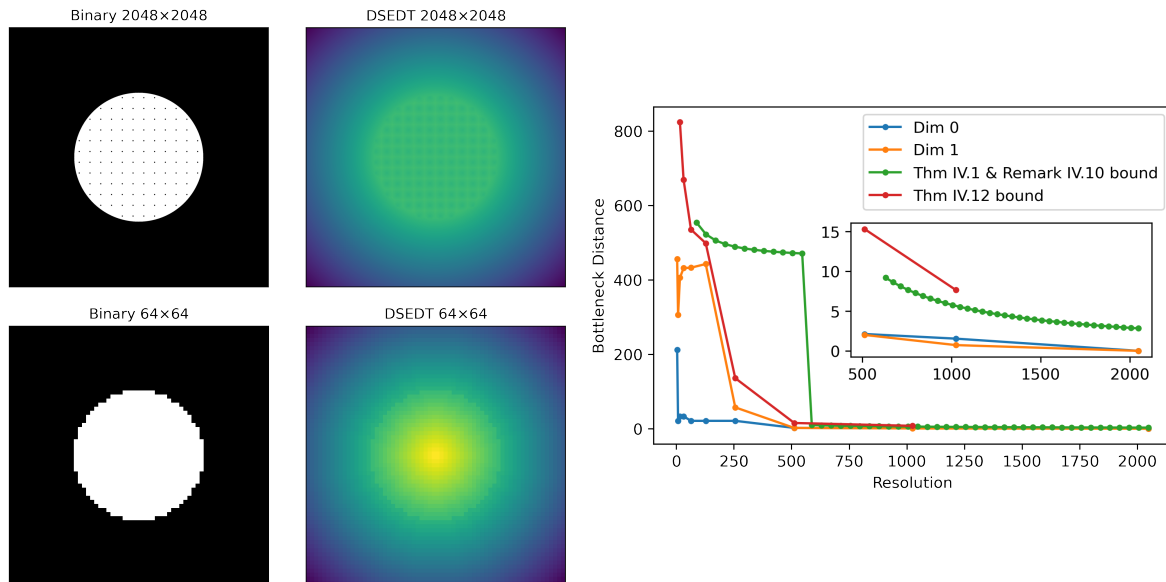 Binary 2048×2048
DSEDT 2048×2048
Binary 64×64
DSEDT 64×64
Bottleneck Distance
800
600
400
200
0
Dim 0
Dim 1
Thm IV.1 & Remark IV.10 bound
Thm IV.12 bound
15
10
5
0
500 1000 1500 2000
0 250 500 750 1000 1250 1500 1750 2000
Resolution